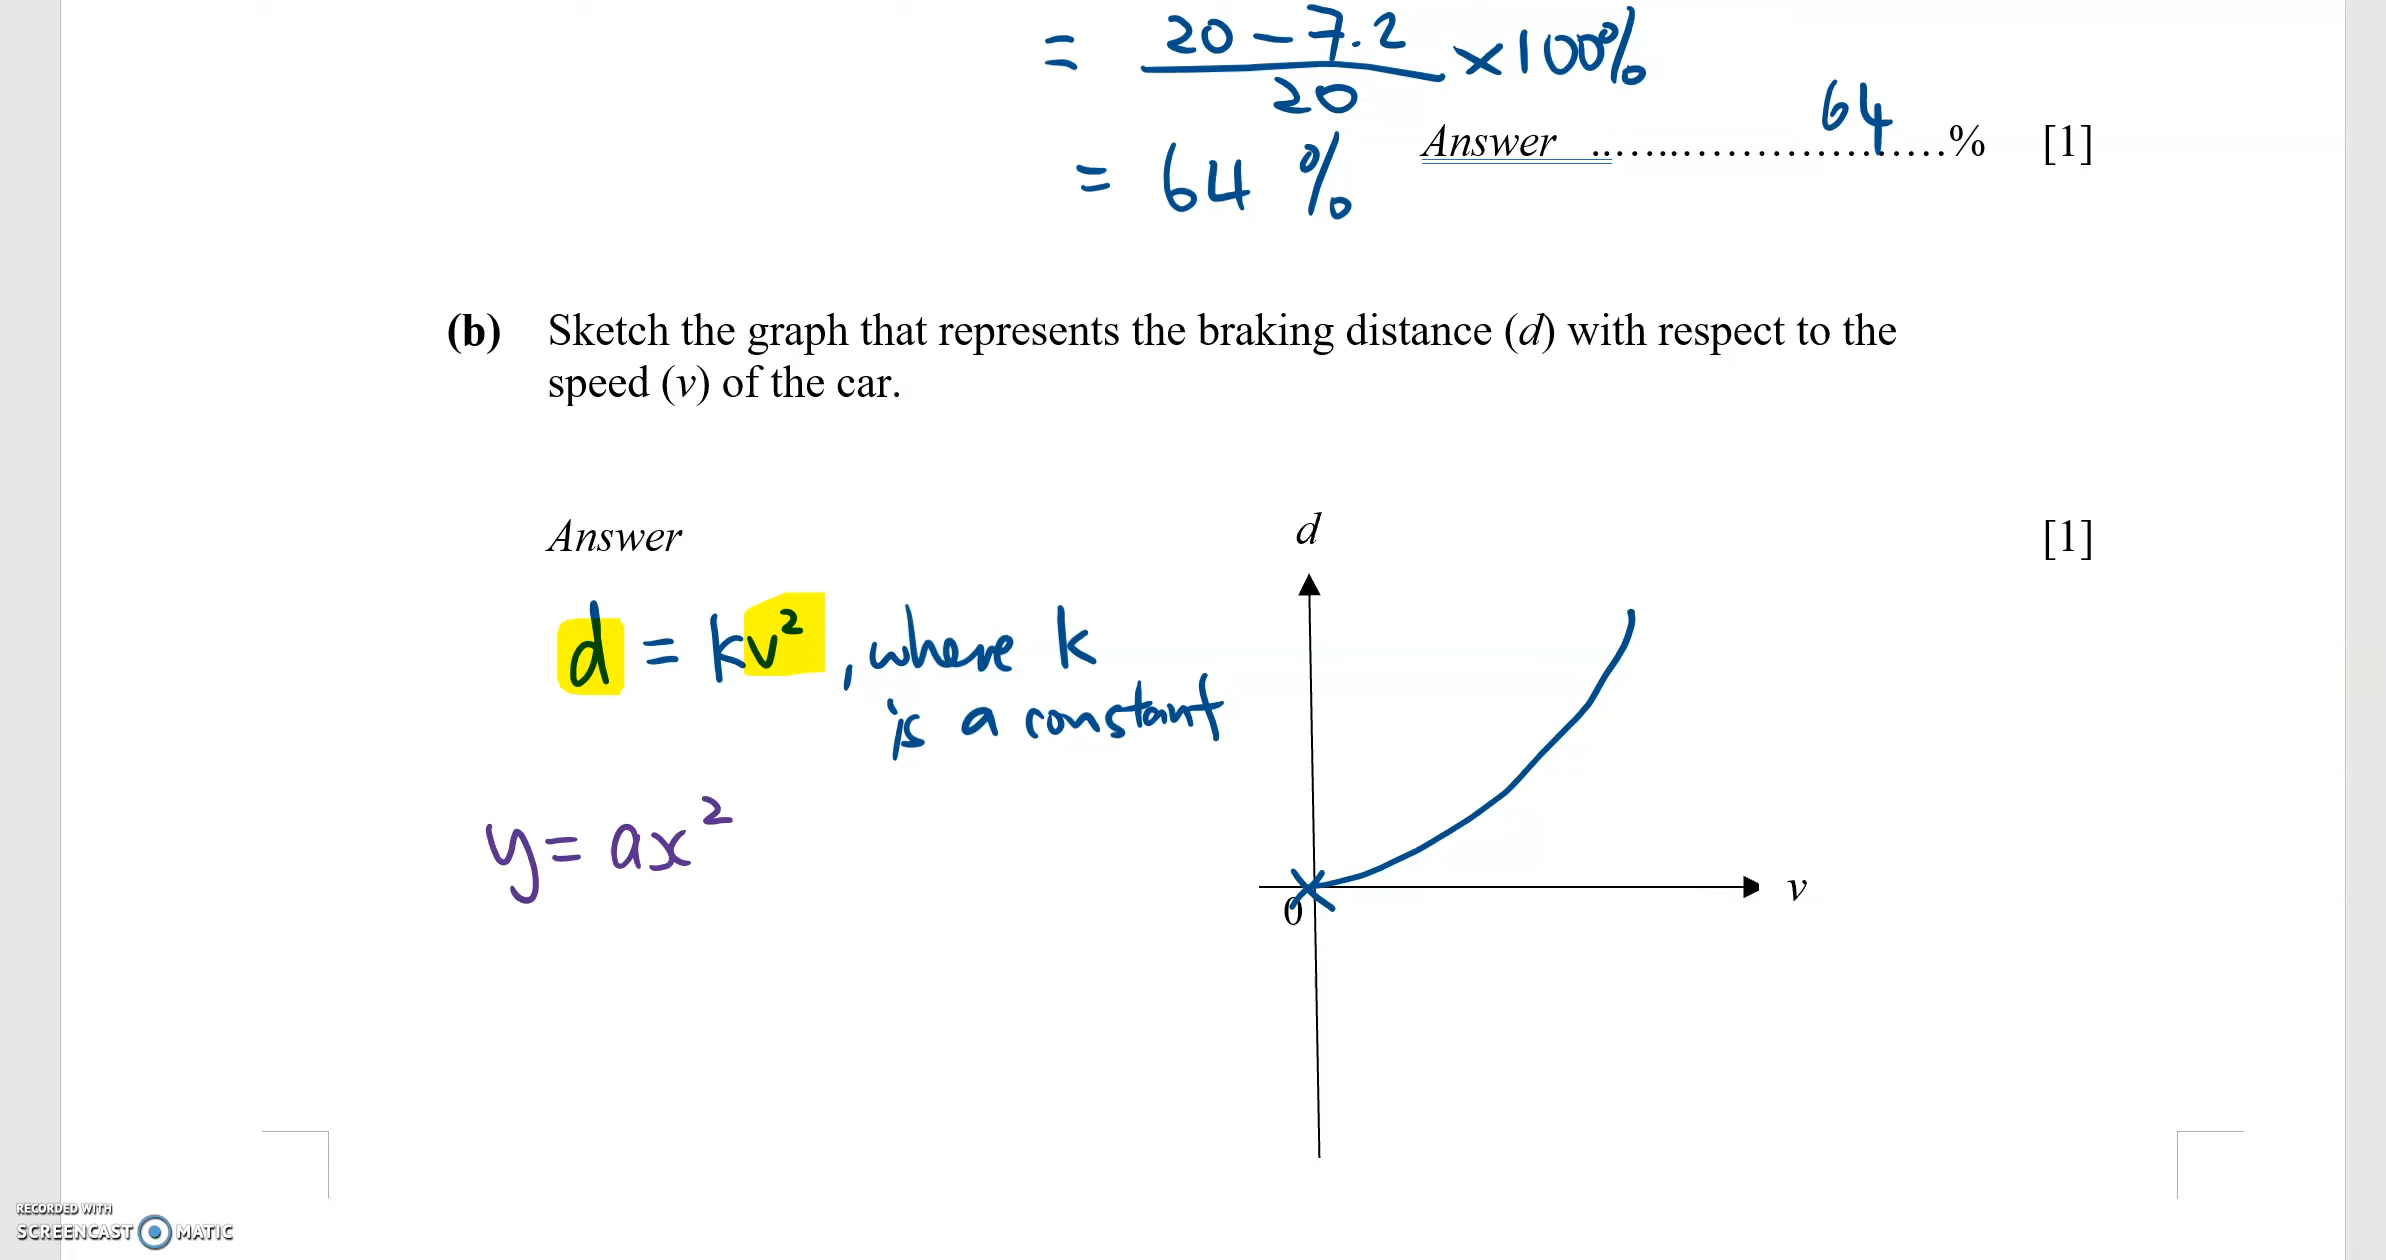 = 20 − 7.2 / 20 × 100%
64
Answer ..................% [1]
= 64 %
(b) Sketch the graph that represents the braking distance (d) with respect to the
speed (v) of the car.
Answer
d
[1]
d = kv², where k
is a constant
y = ax²
v
0
RECORDED WITH
SCREENCAST MATIC